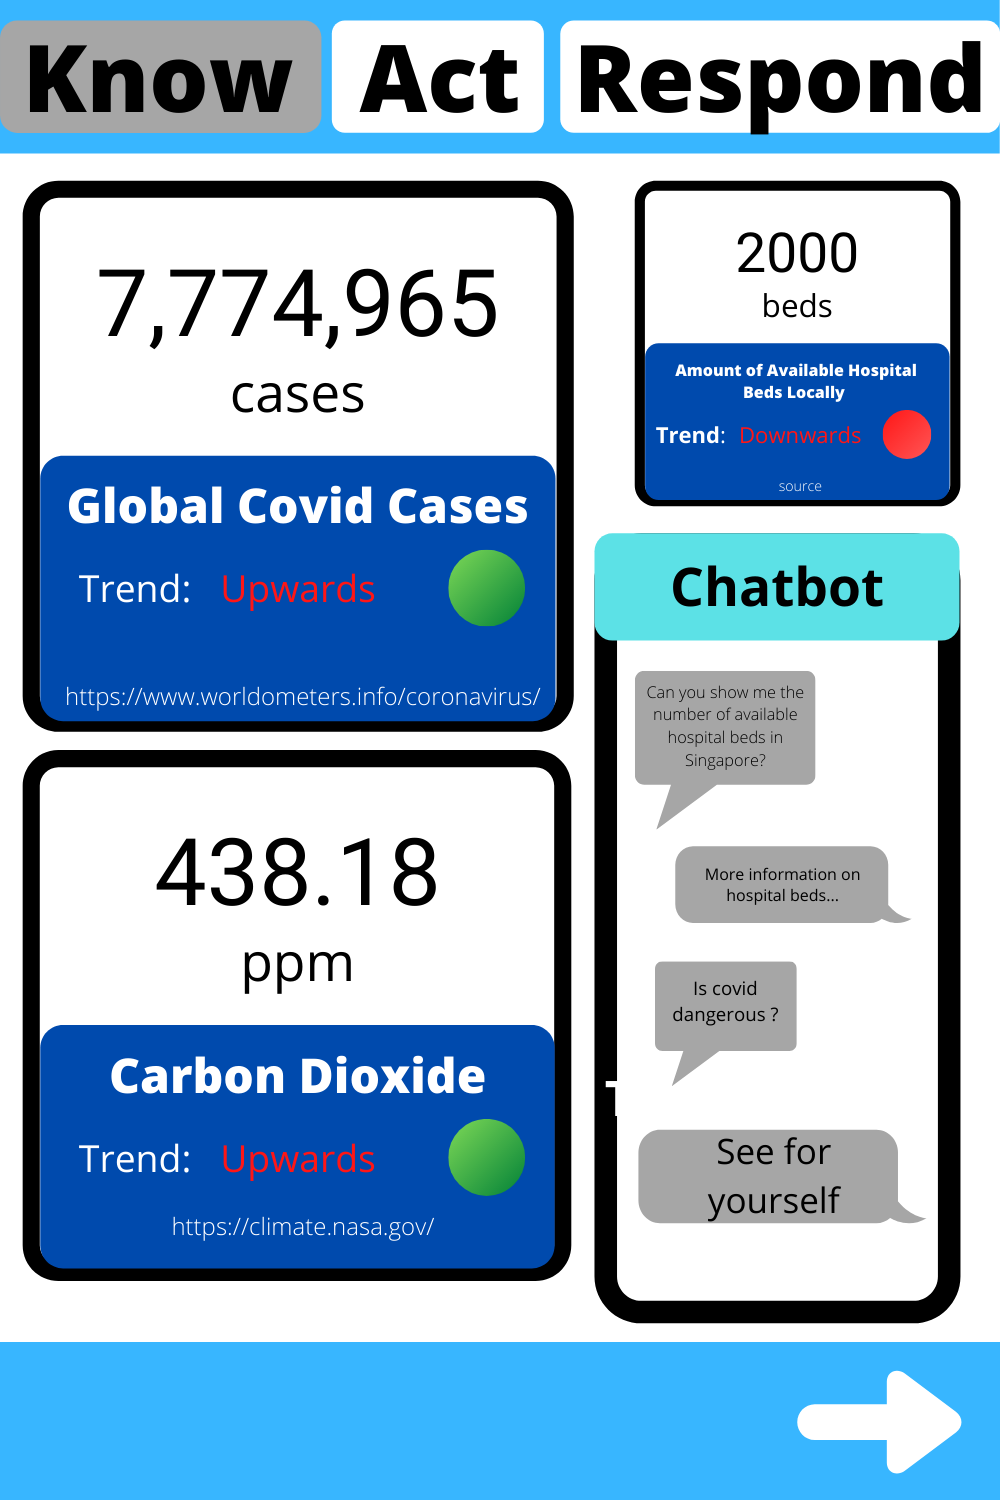 Know Act Respond
7,774,965
cases
Global Covid Cases
Trend: Upwards
https://www.worldometers.info/coronavirus/
438.18
ppm
Carbon Dioxide
Trend: Upwards
https://climate.nasa.gov/
2000
beds
Amount of Available Hospital
Beds Locally
Trend: Downwards
source
Chatbot
Can you show me the
number of available
hospital beds in
Singapore?
More information on
hospital beds...
Is covid
dangerous ?
T
See for
yourself